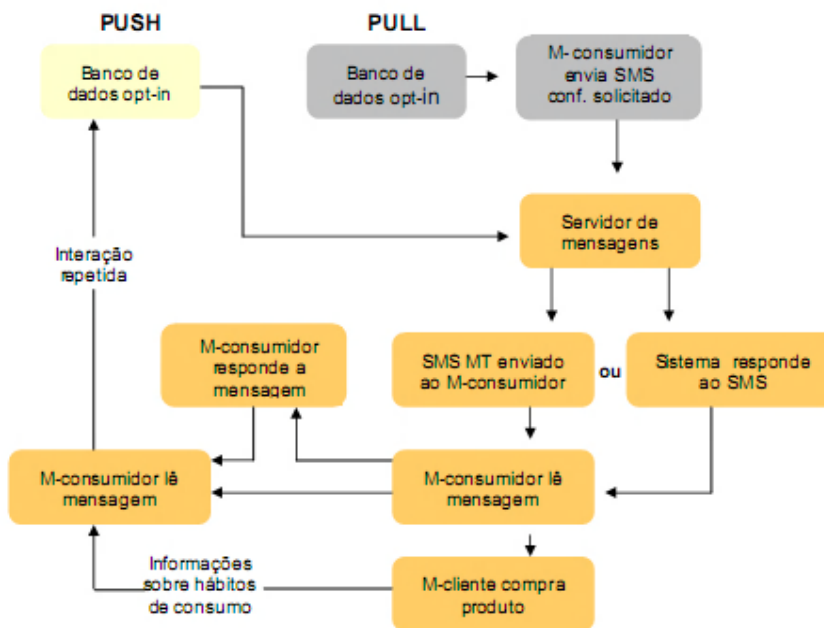 PUSH
PULL
Banco de
dados opt-in
Banco de
dados opt-in
M-consumidor
envia SMS
conf. solicitado
Servidor de
mensagens
Interação
repetida
M-consumidor
responde a
mensagem
SMS MT enviado
ao M-consumidor
ou
Sistema responde
ao SMS
M-consumidor lê
mensagem
M-consumidor lê
mensagem
Informações
sobre hábitos
de consumo
M-cliente compra
produto